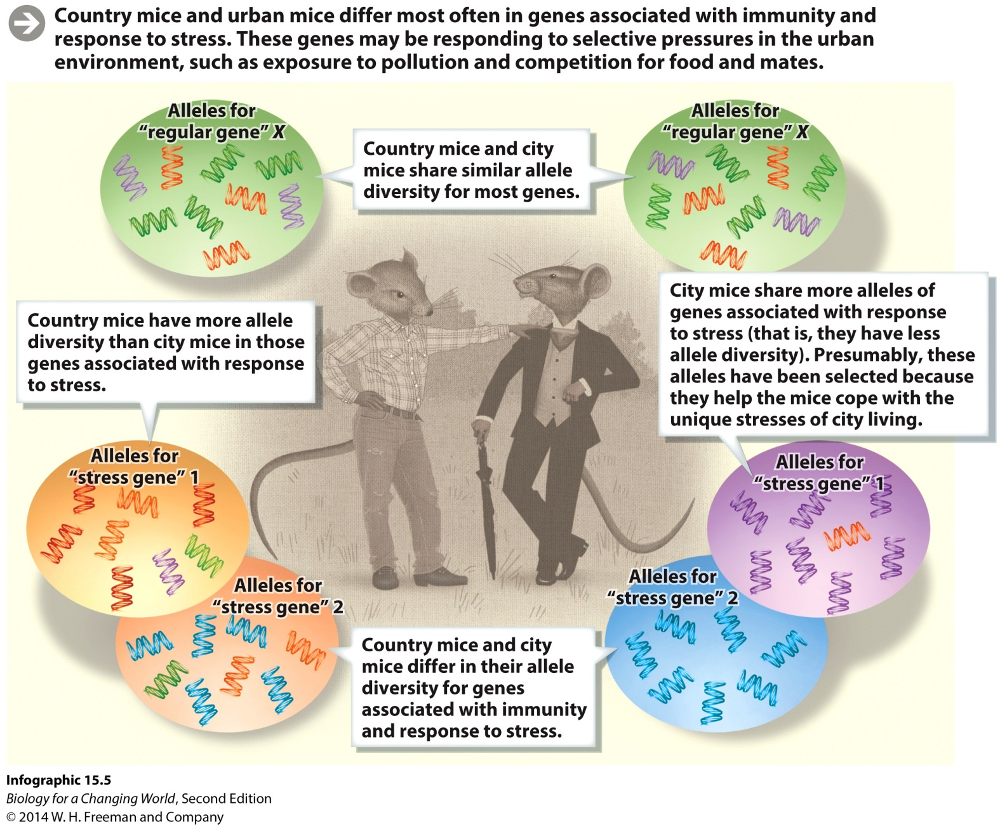 Country mice and urban mice differ most often in genes associated with immunity and
response to stress. These genes may be responding to selective pressures in the urban
environment, such as exposure to pollution and competition for food and mates.
Alleles for
“regular gene” X
Country mice and city
mice share similar allele
diversity for most genes.
Alleles for
“regular gene” X
Country mice have more allele
diversity than city mice in those
genes associated with response
to stress.
City mice share more alleles of
genes associated with response
to stress (that is, they have less
allele diversity). Presumably, these
alleles have been selected because
they help the mice cope with the
unique stresses of city living.
Alleles for
“stress gene” 1
Alleles for
“stress gene” 1
Alleles for
“stress gene” 2
Alleles for
“stress gene” 2
Country mice and city
mice differ in their allele
diversity for genes
associated with immunity
and response to stress.
Infographic 15.5
Biology for a Changing World, Second Edition
© 2014 W. H. Freeman and Company